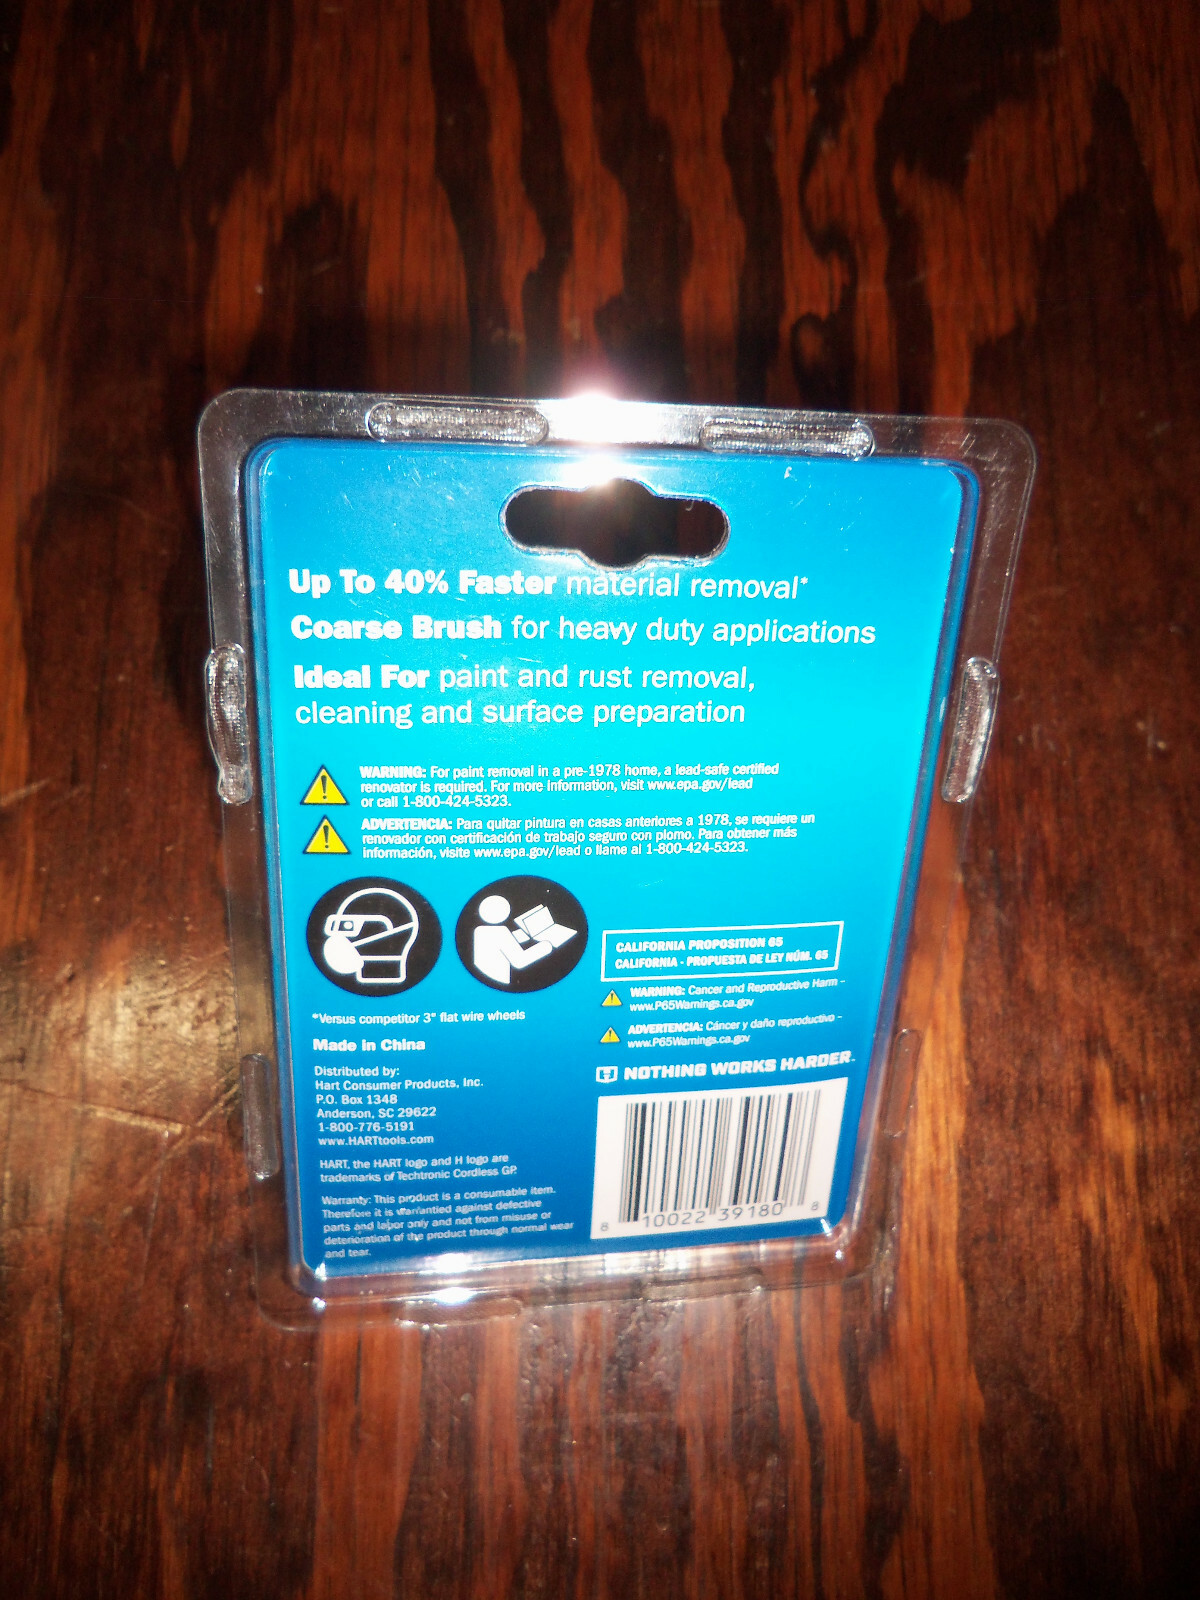 Up To 40% Faster material removal*
Coarse Brush for heavy duty applications
Ideal For paint and rust removal,
cleaning and surface preparation
WARNING: For paint removal in a pre-1978 home, a lead-safe certified
renovator is required. For more information, visit www.epa.gov/lead
or call 1-800-424-5323.
ADVERTENCIA: Para quitar pintura en casas anteriores a 1978, se requiere un
renovador con certificación de trabajo seguro con plomo. Para obtener más
información, visite www.epa.gov/lead o llame al 1-800-424-5323.
*Versus competitor 3" flat wire wheels
Made in China
Distributed by:
Hart Consumer Products, Inc.
P.O. Box 1348
Anderson, SC 29622
1-800-776-5191
www.HARTtools.com
HART, the HART logo and H logo are
trademarks of Techtronic Cordless GP.
Warranty: This product is a consumable item.
Therefore it is warrantied against defective
parts and labor only and not from misuse or
deterioration of the product through normal wear
and tear.
CALIFORNIA PROPOSITION 65
CALIFORNIA - PROPUESTA DE LEY NÚM. 65
WARNING: Cancer and Reproductive Harm -
www.P65Warnings.ca.gov
ADVERTENCIA: Cáncer y daño reproductivo -
www.P65Warnings.ca.gov
H NOTHING WORKS HARDER.
8 10022 39180 8